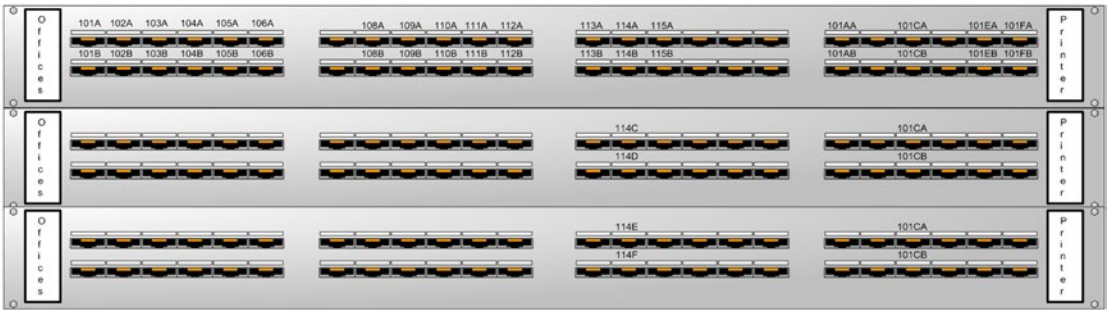 Offices
101A 102A 103A 104A 105A 106A 108A 109A 110A 111A 112A 113A 114A 115A 101AA 101CA 101EA 101FA
101B 102B 103B 104B 105B 106B 108B 109B 110B 111B 112B 113B 114B 115B 101AB 101CB 101EB 101FB
Printer
Offices
114C 101CA
114D 101CB
Printer
Offices
114E 101CA
114F 101CB
Printer